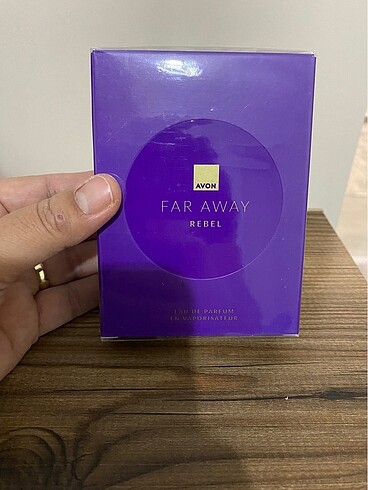 AVON
FAR AWAY
REBEL
EAU DE PARFUM
EN VAPORISATEUR